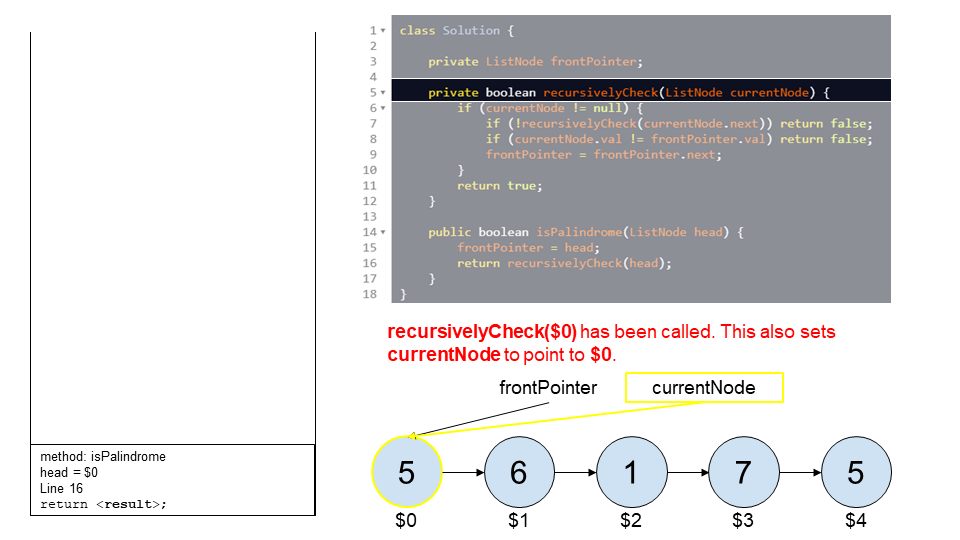 1 class Solution {
2
3 private ListNode frontPointer;
4
5 private boolean recursivelyCheck(ListNode currentNode) {
6 if (currentNode != null) {
7 if (!recursivelyCheck(currentNode.next)) return false;
8 if (currentNode.val != frontPointer.val) return false;
9 frontPointer = frontPointer.next;
10 }
11 return true;
12 }
13
14 public boolean isPalindrome(ListNode head) {
15 frontPointer = head;
16 return recursivelyCheck(head);
17 }
18 }
recursivelyCheck($0) has been called. This also sets
currentNode to point to $0.
frontPointer currentNode
method: isPalindrome
head = $0
Line 16
return <result>;
5 6 1 7 5
$0 $1 $2 $3 $4